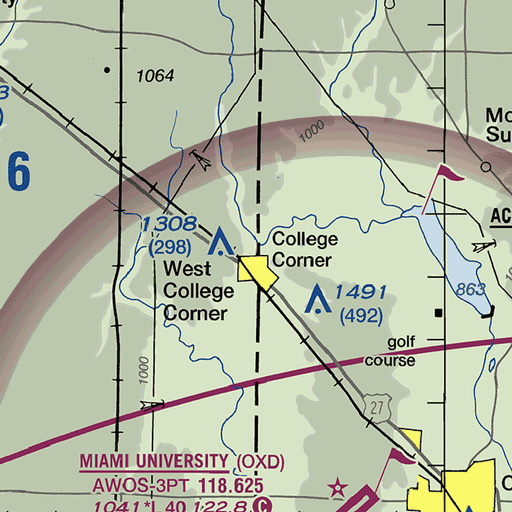 1064
1000
6
Mo
Su
1308
(298)
College
Corner
West
College
Corner
AC
1491
(492)
863
golf
course
1000
27
MIAMI UNIVERSITY (OXD)
AWOS-3PT 118.625
1041 *L 40 122.8 C